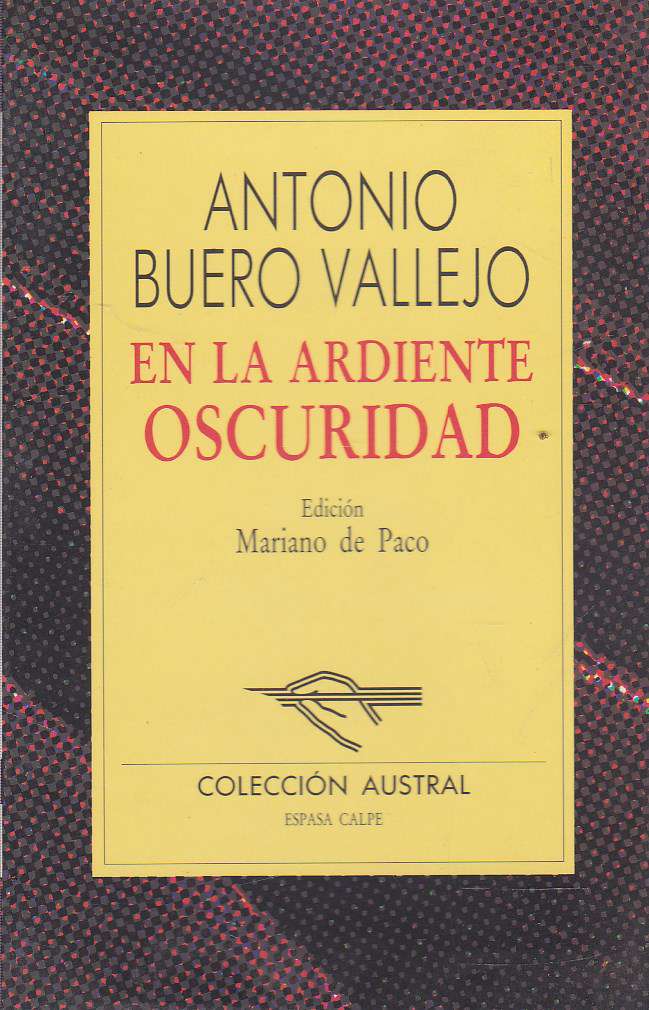 ANTONIO
BUERO VALLEJO
EN LA ARDIENTE
OSCURIDAD
Edición
Mariano de Paco
COLECCIÓN AUSTRAL
ESPASA CALPE